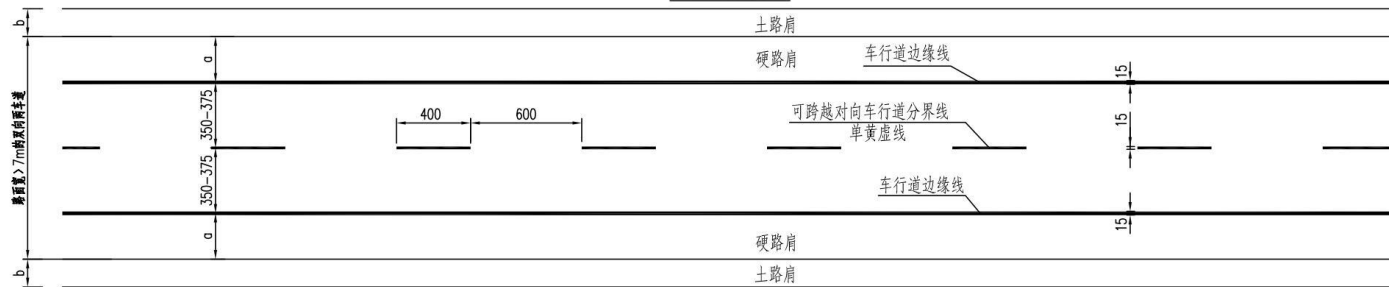 b
土路肩
a
硬路肩
车行道边缘线
15
路面宽>7m的双向两车道
350-375
400
600
可跨越对向车行道分界线
单黄虚线
15
350-375
车行道边缘线
15
a
硬路肩
b
土路肩